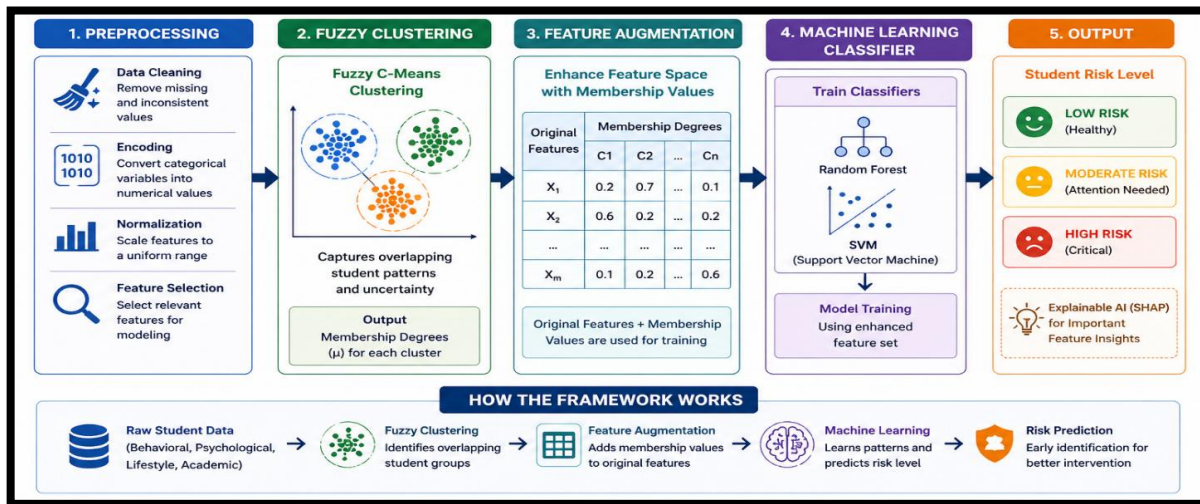 1. PREPROCESSING
Data Cleaning
Remove missing
and inconsistent
values
1010
1010
Encoding
Convert categorical
variables into
numerical values
Normalization
Scale features to
a uniform range
Feature Selection
Select relevant
features for
modeling
2. FUZZY CLUSTERING
Fuzzy C-Means
Clustering
Captures overlapping
student patterns
and uncertainty
Output
Membership Degrees
(μ) for each cluster
3. FEATURE AUGMENTATION
Enhance Feature Space
with Membership Values
Original
Features
Membership Degrees
C1 C2 ... Cn
X₁ 0.2 0.7 ... 0.1
X₂ 0.6 0.2 ... 0.2
... ... ... ... ...
Xₘ 0.1 0.2 ... 0.6
Original Features + Membership
Values are used for training
4. MACHINE LEARNING
CLASSIFIER
Train Classifiers
Random Forest
SVM
(Support Vector Machine)
Model Training
Using enhanced
feature set
5. OUTPUT
Student Risk Level
LOW RISK
(Healthy)
MODERATE RISK
(Attention Needed)
HIGH RISK
(Critical)
Explainable AI (SHAP)
for Important
Feature Insights
HOW THE FRAMEWORK WORKS
Raw Student Data
(Behavioral, Psychological,
Lifestyle, Academic)
Fuzzy Clustering
Identifies overlapping
student groups
Feature Augmentation
Adds membership values
to original features
Machine Learning
Learns patterns and
predicts risk level
Risk Prediction
Early identification for
better intervention